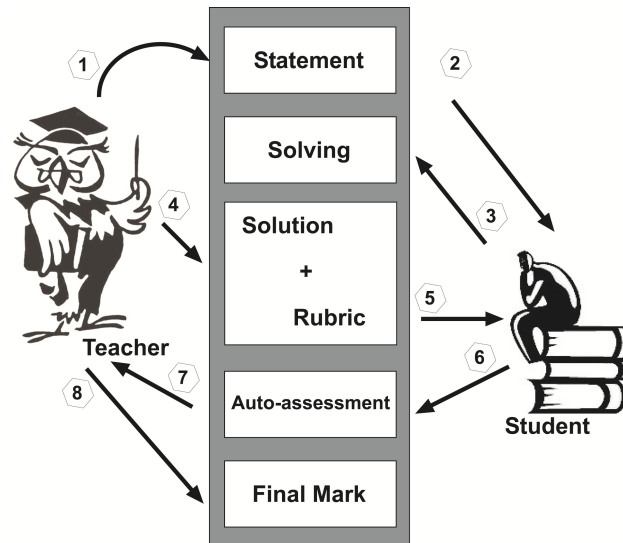 1
Statement
2
Solving
3
4
Solution
+
Rubric
5
Teacher
6
7
Auto-assessment
8
Student
Final Mark